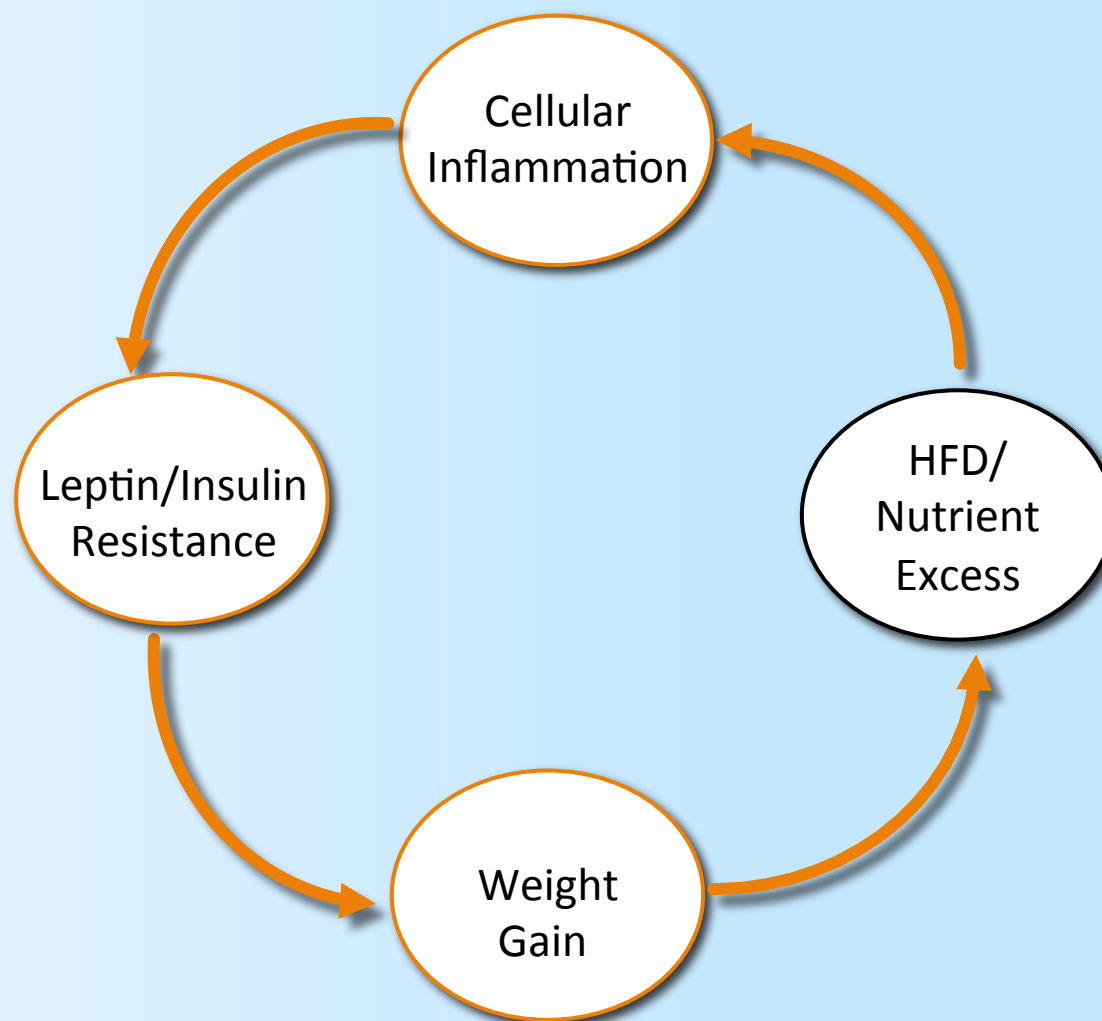 Cellular
Inflammation
Leptin/Insulin
Resistance
HFD/
Nutrient
Excess
Weight
Gain